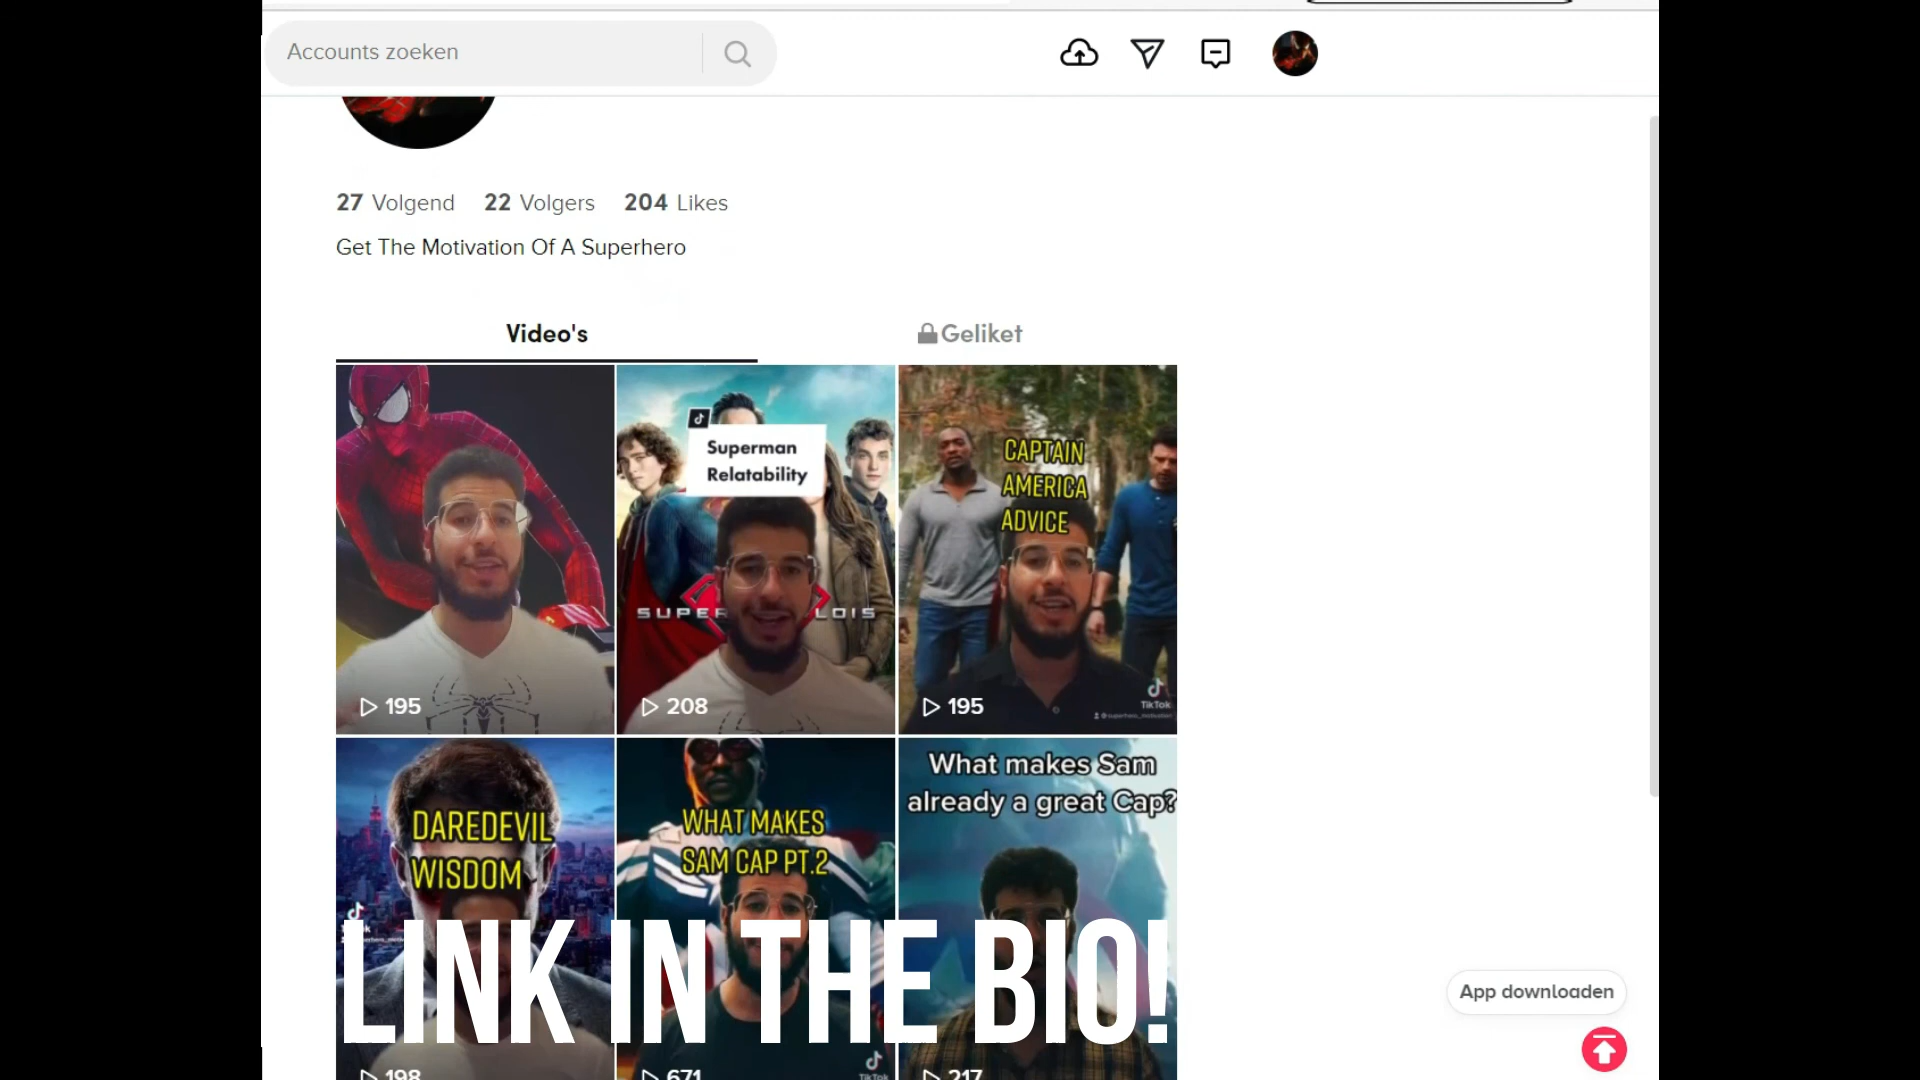 Accounts zoeken
27 Volgend 22 Volgers 204 Likes
Get The Motivation Of A Superhero
Video's
Geliket
195
Superman
Relatability
SUPER LOIS
208
CAPTAIN
AMERICA
ADVICE
TikTok
195
DAREDEVIL
WISDOM
198
WHAT MAKES
SAM CAP PT.2
TikTok
671
What makes Sam
already a great Cap?
217
LINK IN THE BIO!
App downloaden